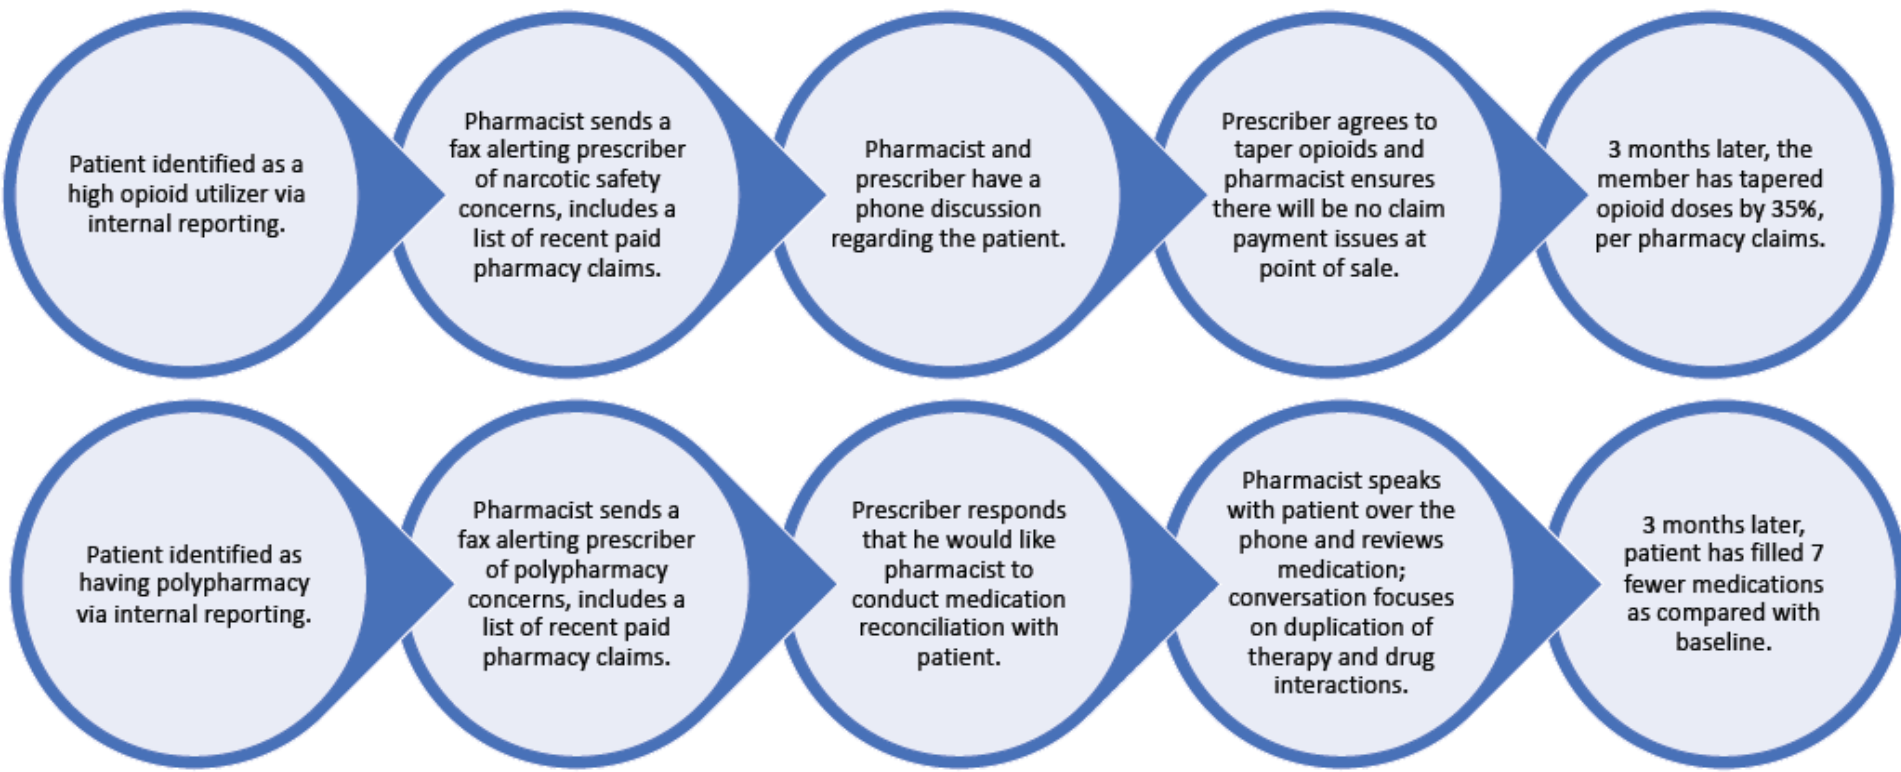 Patient identified as a
high opioid utilizer via
internal reporting.
Pharmacist sends a
fax alerting prescriber
of narcotic safety
concerns, includes a
list of recent paid
pharmacy claims.
Pharmacist and
prescriber have a
phone discussion
regarding the patient.
Prescriber agrees to
taper opioids and
pharmacist ensures
there will be no claim
payment issues at
point of sale.
3 months later, the
member has tapered
opioid doses by 35%,
per pharmacy claims.
Patient identified as
having polypharmacy
via internal reporting.
Pharmacist sends a
fax alerting prescriber
of polypharmacy
concerns, includes a
list of recent paid
pharmacy claims.
Prescriber responds
that he would like
pharmacist to
conduct medication
reconciliation with
patient.
Pharmacist speaks
with patient over the
phone and reviews
medication;
conversation focuses
on duplication of
therapy and drug
interactions.
3 months later,
patient has filled 7
fewer medications
as compared with
baseline.